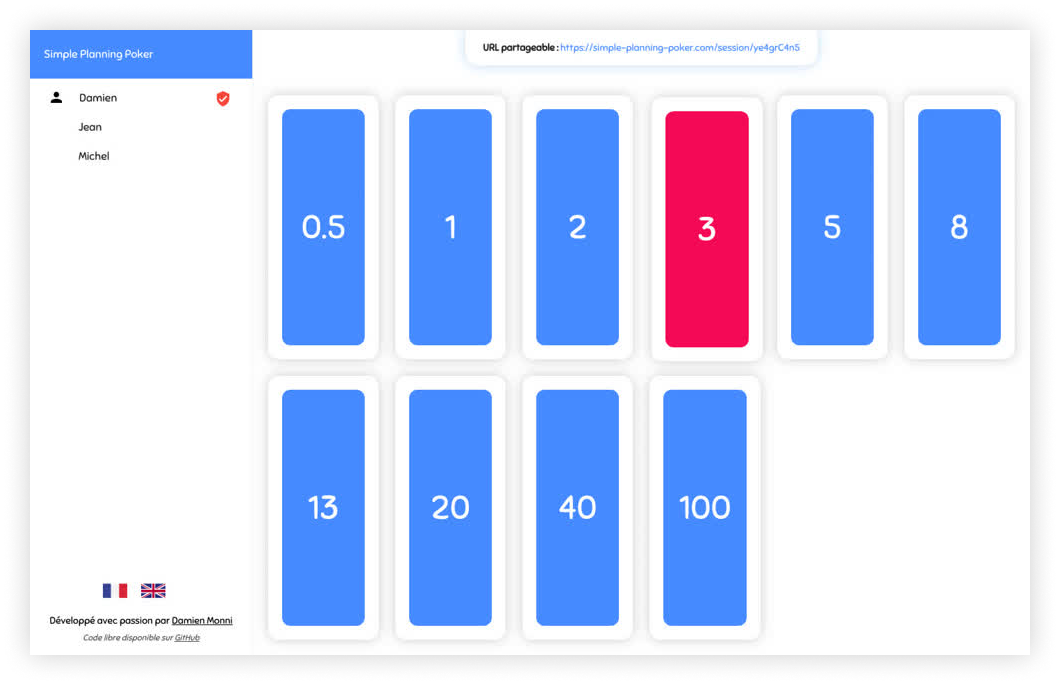 Simple Planning Poker
URL partageable : https://simple-planning-poker.com/session/ye4grC4nS
Damien
Jean
Michel
0.5
1
2
3
5
8
13
20
40
100
Développé avec passion par Damien Monni
Code libre disponible sur GitHub